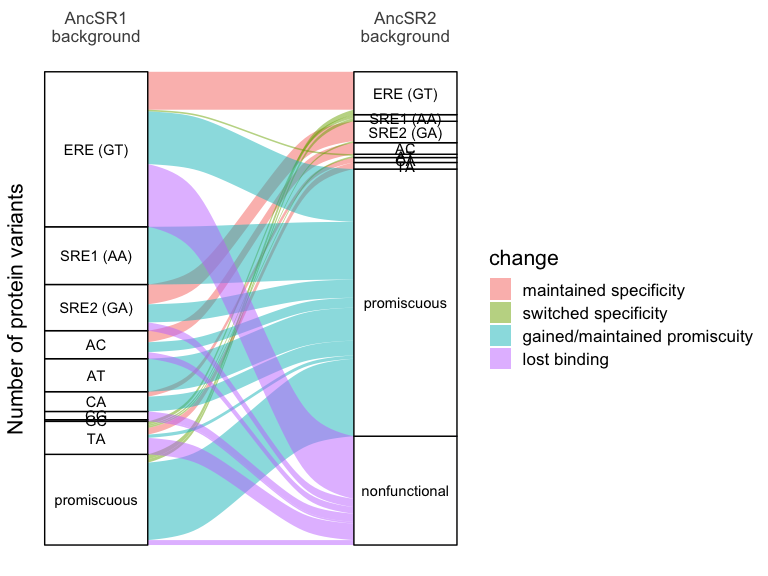 AncSR1
background
AncSR2
background
Number of protein variants
ERE (GT)
SRE1 (AA)
SRE2 (GA)
AC
AT
CA
TA
promiscuous
ERE (GT)
SRE1 (AA)
SRE2 (GA)
AC
CA
TA
promiscuous
nonfunctional
change
maintained specificity
switched specificity
gained/maintained promiscuity
lost binding